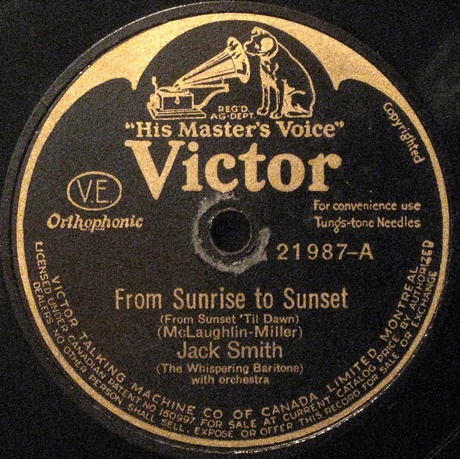 REG'D.
AG. DEPT.
"His Master's Voice"
Victor
Copyrighted
V.E.
Orthophonic
For convenience use
Tungs-tone Needles
21987-A
From Sunrise to Sunset
(From Sunset 'Til Dawn)
(McLaughlin-Miller)
Jack Smith
(The Whispering Baritone)
with orchestra
VICTOR TALKING MACHINE CO OF CANADA, LIMITED, MONTREAL
LICENSED UNDER CANADIAN PATENT NO 160997. FOR SALE AT CURRENT CATALOG PRICE BY AUTHORIZED
DEALERS. NO OTHER PERSON SHALL SELL, EXPOSE OR OFFER THIS RECORD FOR SALE OR EXCHANGE